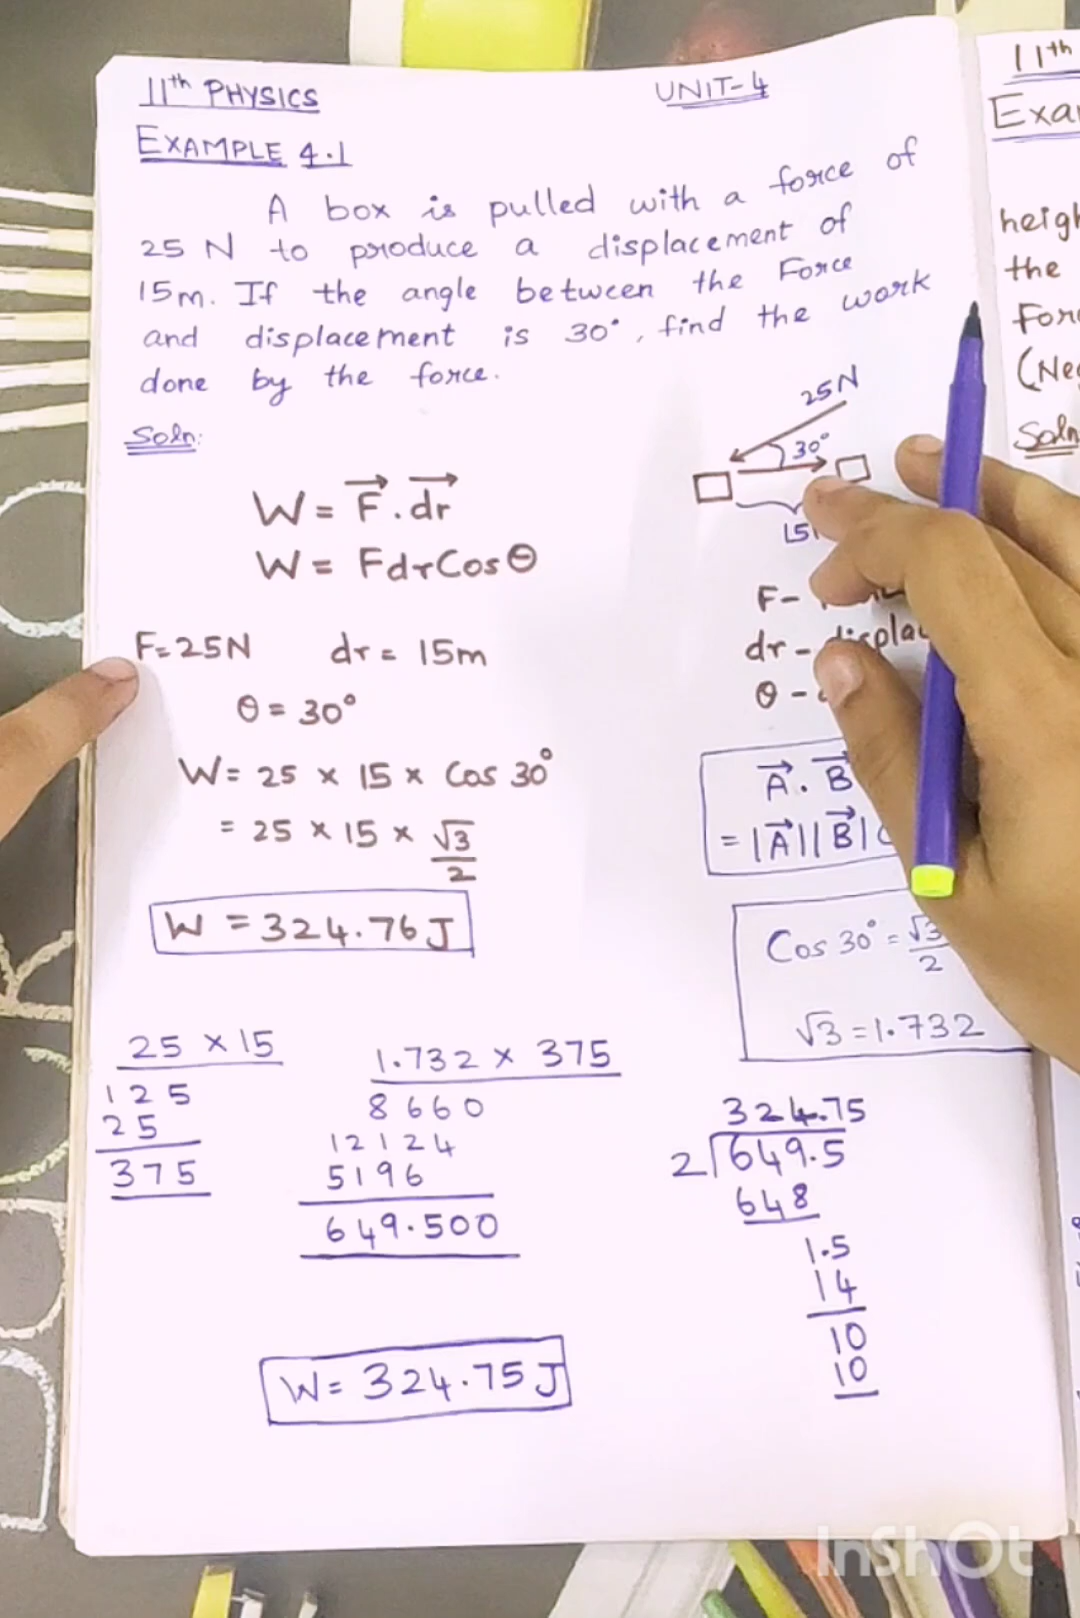 11th PHYSICS
UNIT-4
EXAMPLE 4.1
A box is pulled with a force of
25 N to produce a displacement of
15m. If the angle between the Force
and displacement is 30°, find the work
done by the force.
Soln:
25N
30°
W = F⃗ . dr⃗
W = FdrCosθ
F=25N dr = 15m
θ = 30°
W = 25 × 15 × Cos 30°
= 25 × 15 × √3/2
W = 324.76J
F-
dr -
θ -
A⃗ . B⃗
= |A⃗||B⃗|
Cos 30° = √3/2
√3 = 1.732
25 × 15
125
25
375
1.732 × 375
8660
12124
5196
649.500
324.75
2 649.5
648
1.5
14
10
10
W = 324.75J
11th
Exa
heigh
the
For
(Ne
Soln
InShOt